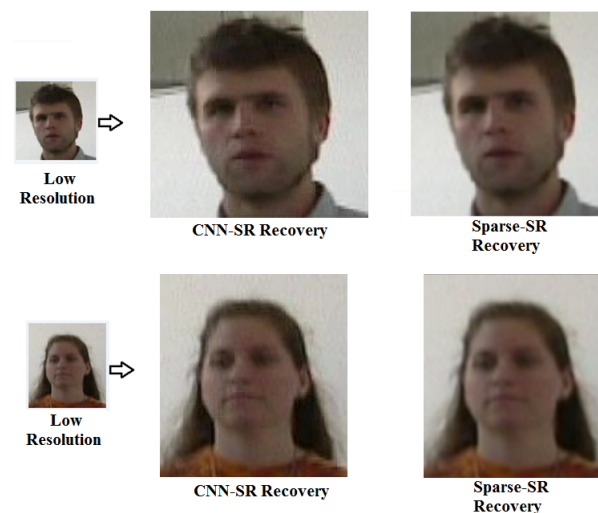 Low
Resolution
CNN-SR Recovery
Sparse-SR
Recovery
Low
Resolution
CNN-SR Recovery
Sparse-SR
Recovery